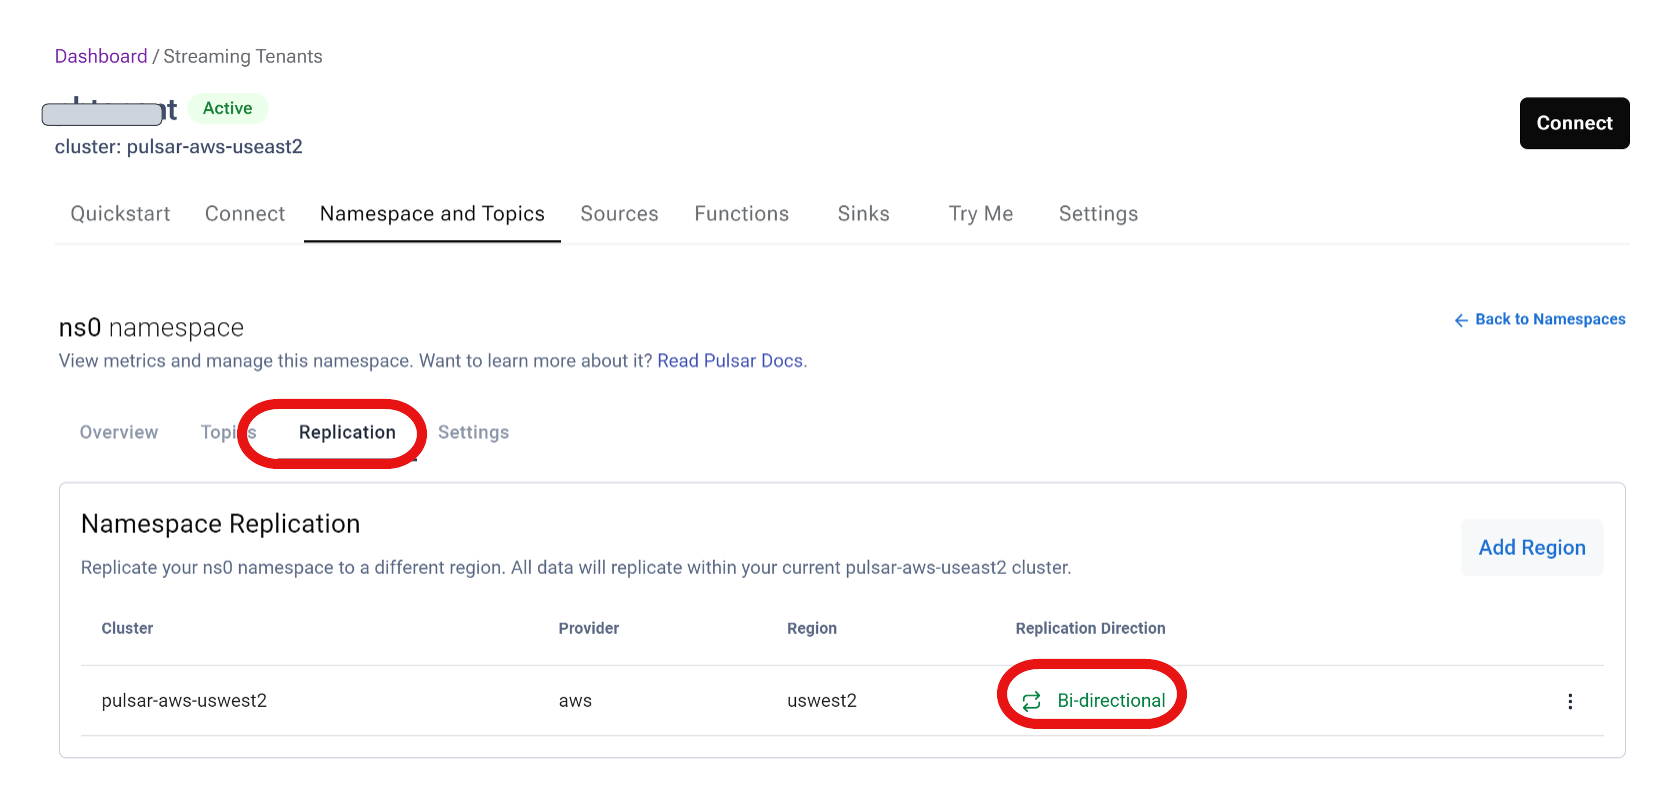 Dashboard / Streaming Tenants
Active
cluster: pulsar-aws-useast2
Connect
Quickstart Connect Namespace and Topics Sources Functions Sinks Try Me Settings
ns0 namespace
← Back to Namespaces
View metrics and manage this namespace. Want to learn more about it? Read Pulsar Docs.
Overview Topics Replication Settings
Namespace Replication
Add Region
Replicate your ns0 namespace to a different region. All data will replicate within your current pulsar-aws-useast2 cluster.
Cluster Provider Region Replication Direction
pulsar-aws-uswest2 aws uswest2 Bi-directional